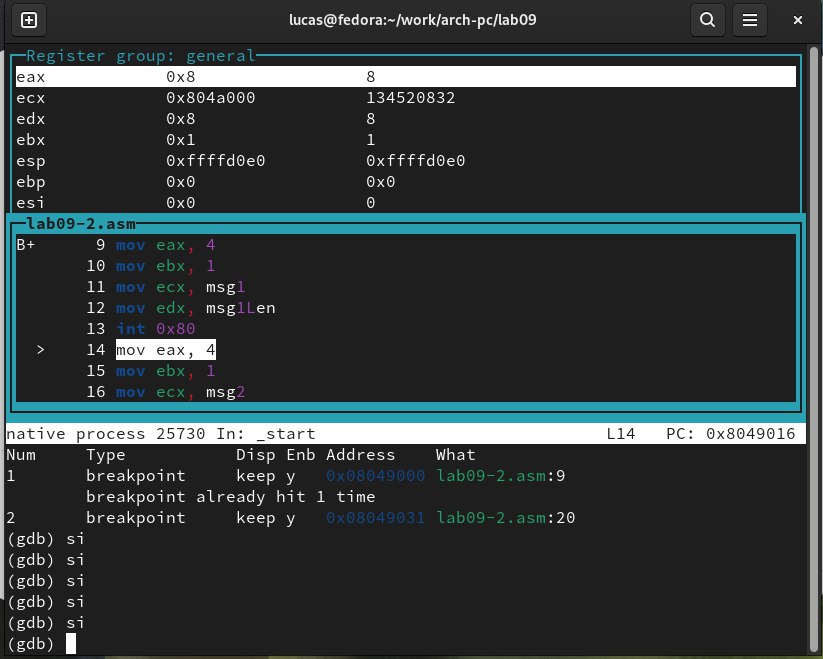 lucas@fedora:~/work/arch-pc/lab09
Register group: general
eax 0x8 8
ecx 0x804a000 134520832
edx 0x8 8
ebx 0x1 1
esp 0xffffd0e0 0xffffd0e0
ebp 0x0 0x0
esi 0x0 0
lab09-2.asm
B+ 9 mov eax, 4
10 mov ebx, 1
11 mov ecx, msg1
12 mov edx, msg1Len
13 int 0x80
> 14 mov eax, 4
15 mov ebx, 1
16 mov ecx, msg2
native process 25730 In: _start L14 PC: 0x8049016
Num Type Disp Enb Address What
1 breakpoint keep y 0x08049000 lab09-2.asm:9
breakpoint already hit 1 time
2 breakpoint keep y 0x08049031 lab09-2.asm:20
(gdb) si
(gdb) si
(gdb) si
(gdb) si
(gdb) si
(gdb)